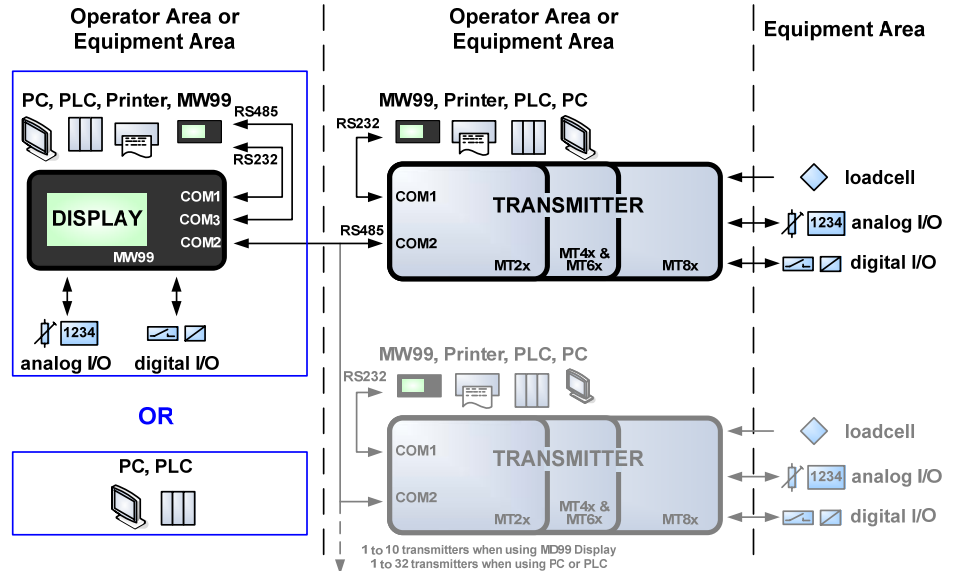 Operator Area or
Equipment Area
Operator Area or
Equipment Area
Equipment Area
PC, PLC, Printer, MW99
RS485
RS232
DISPLAY
COM1
COM3
COM2
MW99
1234
analog I/O
digital I/O
OR
PC, PLC
MW99, Printer, PLC, PC
RS232
RS485
COM1
COM2
TRANSMITTER
MT2x
MT4x &
MT6x
MT8x
loadcell
1234
analog I/O
digital I/O
MW99, Printer, PLC, PC
RS232
COM1
COM2
TRANSMITTER
MT2x
MT4x &
MT6x
MT8x
loadcell
1234
analog I/O
digital I/O
1 to 10 transmitters when using MD99 Display
1 to 32 transmitters when using PC or PLC